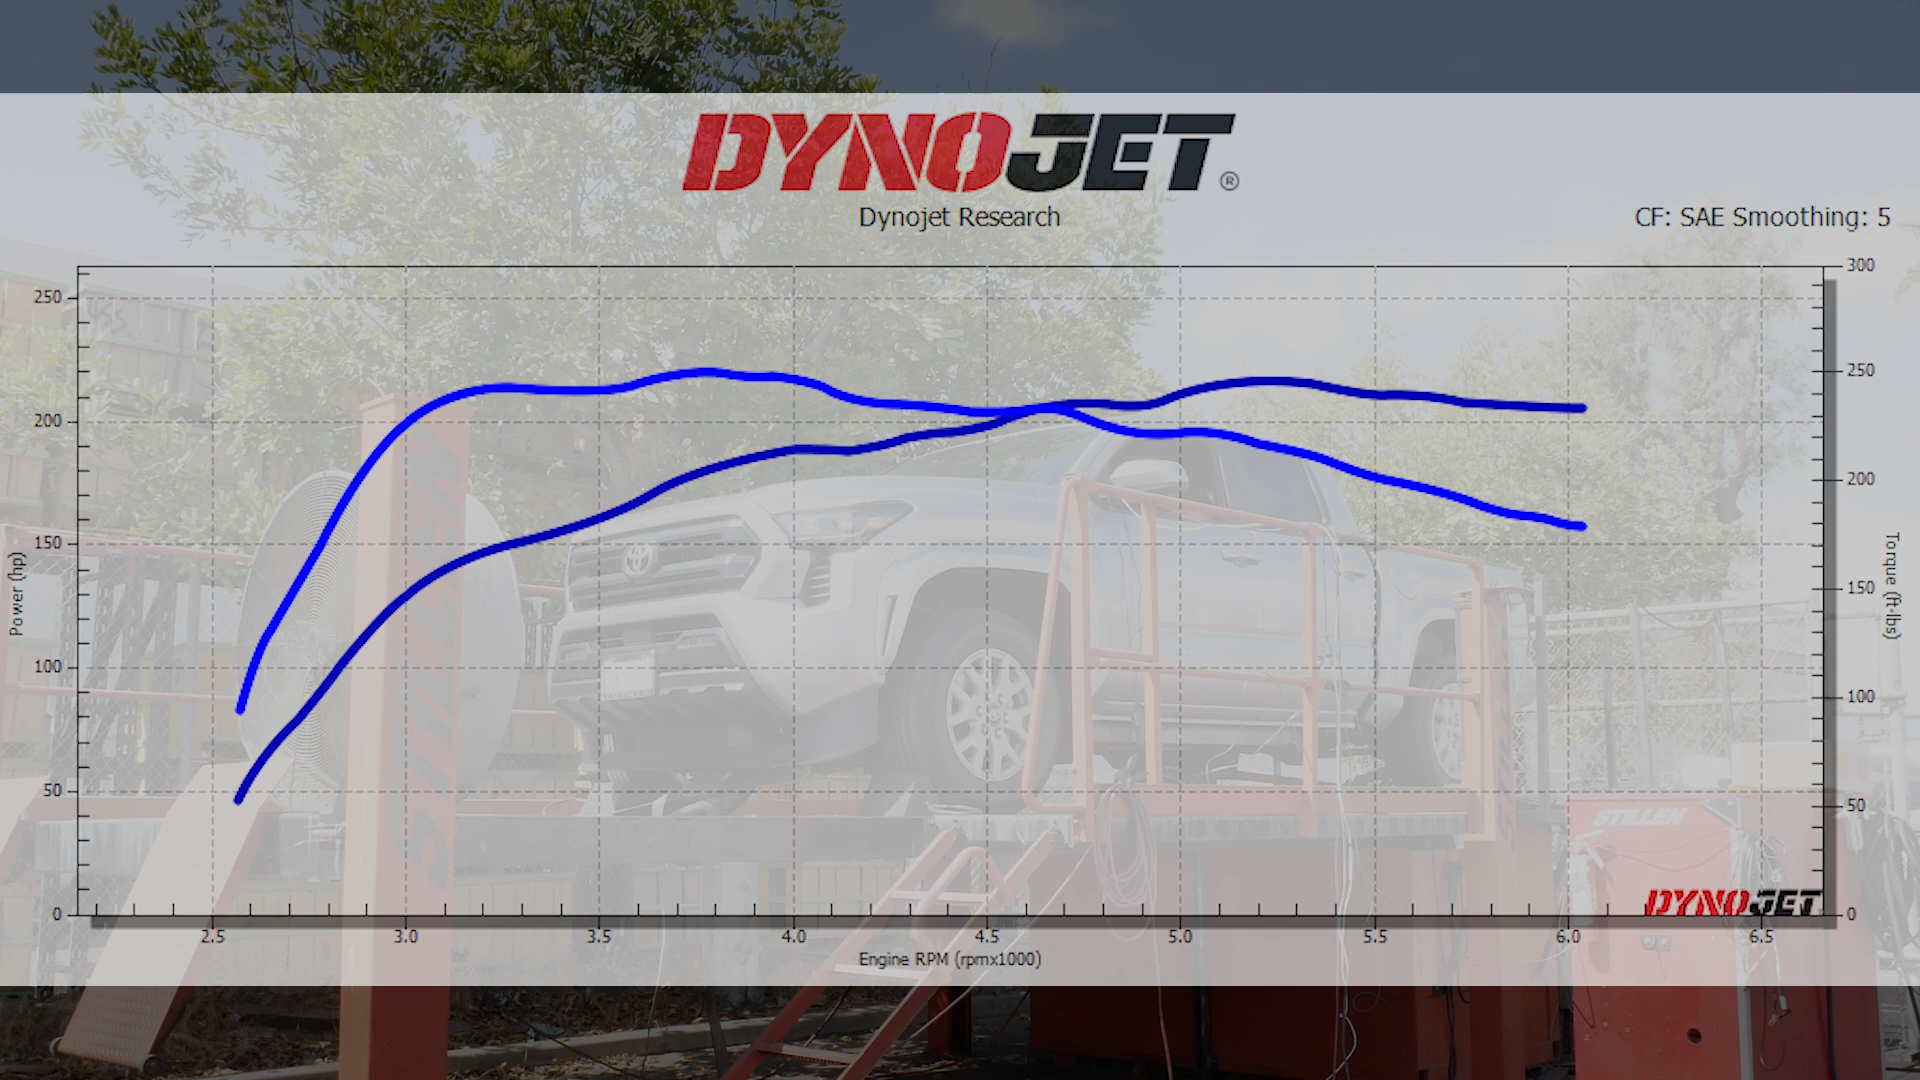 DYNOJET®
Dynojet Research
CF: SAE Smoothing: 5
300
250
250
200
200
150
150
100
100
50
50
0
0
Power (hp)
Torque (ft-lbs)
STILLEN
STILLEN
DYNOJET
2.5 3.0 3.5 4.0 4.5 5.0 5.5 6.0 6.5
Engine RPM (rpmx1000)